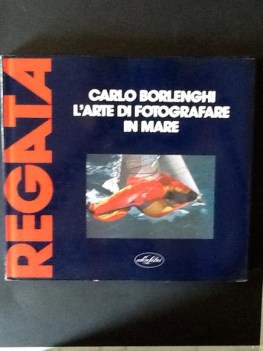 REGATA
CARLO BORLENGHI
L'ARTE DI FOTOGRAFARE
IN MARE